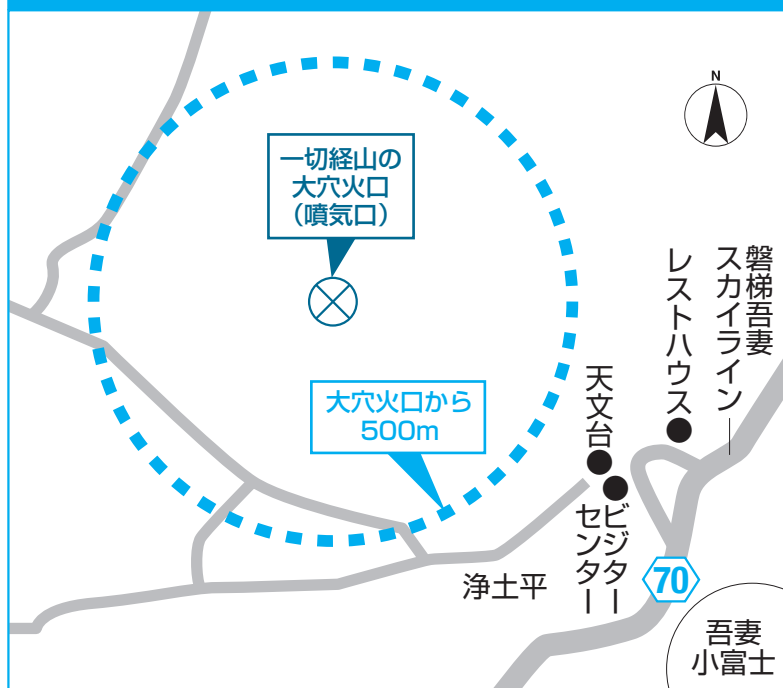 N
一切経山の
大穴火口
（噴気口）
大穴火口から
500m
磐梯吾妻
スカイライン
レストハウス
天文台
ビジター
センター
浄土平
70
吾妻
小富士